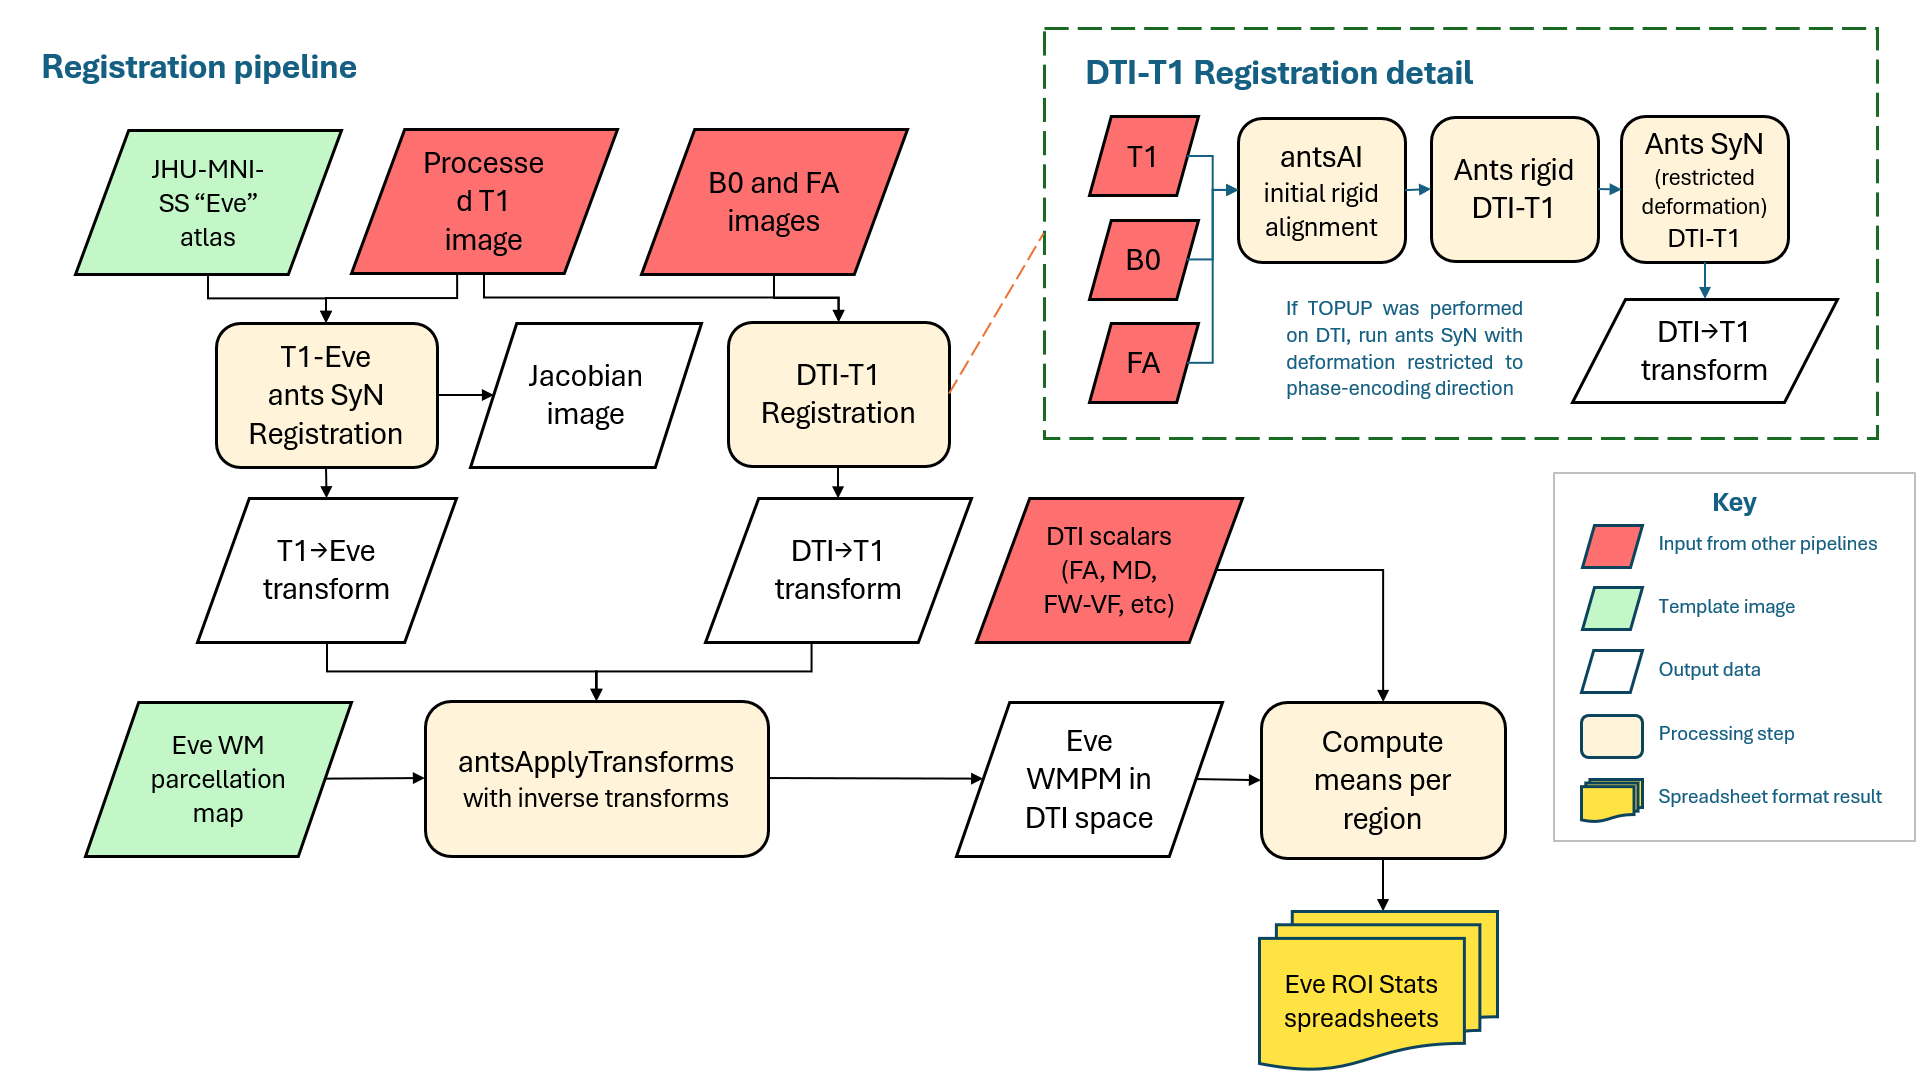 Registration pipeline
JHU-MNI-
SS “Eve”
atlas
Processe
d T1
image
B0 and FA
images
T1-Eve
ants SyN
Registration
Jacobian
image
DTI-T1
Registration
T1→Eve
transform
DTI→T1
transform
DTI scalars
(FA, MD,
FW-VF, etc)
Eve WM
parcellation
map
antsApplyTransforms
with inverse transforms
Eve
WMPM in
DTI space
Compute
means per
region
Eve ROI Stats
spreadsheets
DTI-T1 Registration detail
T1
B0
FA
antsAI
initial rigid
alignment
Ants rigid
DTI-T1
Ants SyN
(restricted
deformation)
DTI-T1
If TOPUP was performed
on DTI, run ants SyN with
deformation restricted to
phase-encoding direction
DTI→T1
transform
Key
Input from other pipelines
Template image
Output data
Processing step
Spreadsheet format result